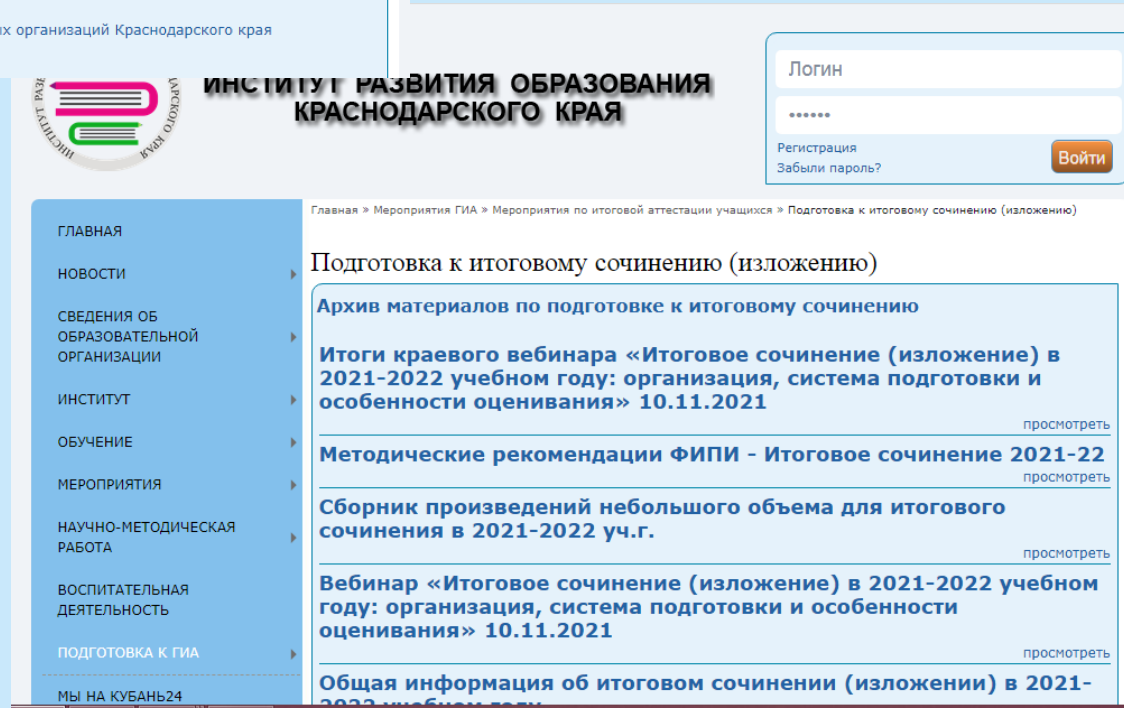 организаций Краснодарского края
ИНСТИТУТ РАЗВИТИЯ ОБРАЗОВАНИЯ
КРАСНОДАРСКОГО КРАЯ
Логин
••••••
Регистрация
Забыли пароль?
Войти
ГЛАВНАЯ
НОВОСТИ
СВЕДЕНИЯ ОБ
ОБРАЗОВАТЕЛЬНОЙ
ОРГАНИЗАЦИИ
ИНСТИТУТ
ОБУЧЕНИЕ
МЕРОПРИЯТИЯ
НАУЧНО-МЕТОДИЧЕСКАЯ
РАБОТА
ВОСПИТАТЕЛЬНАЯ
ДЕЯТЕЛЬНОСТЬ
ПОДГОТОВКА К ГИА
МЫ НА КУБАНЬ24
Главная » Мероприятия ГИА » Мероприятия по итоговой аттестации учащихся » Подготовка к итоговому сочинению (изложению)
Подготовка к итоговому сочинению (изложению)
Архив материалов по подготовке к итоговому сочинению
Итоги краевого вебинара «Итоговое сочинение (изложение) в
2021-2022 учебном году: организация, система подготовки и
особенности оценивания» 10.11.2021
просмотреть
Методические рекомендации ФИПИ - Итоговое сочинение 2021-22
просмотреть
Сборник произведений небольшого объема для итогового
сочинения в 2021-2022 уч.г.
просмотреть
Вебинар «Итоговое сочинение (изложение) в 2021-2022 учебном
году: организация, система подготовки и особенности
оценивания» 10.11.2021
просмотреть
Общая информация об итоговом сочинении (изложении) в 2021-
2022 учебном году